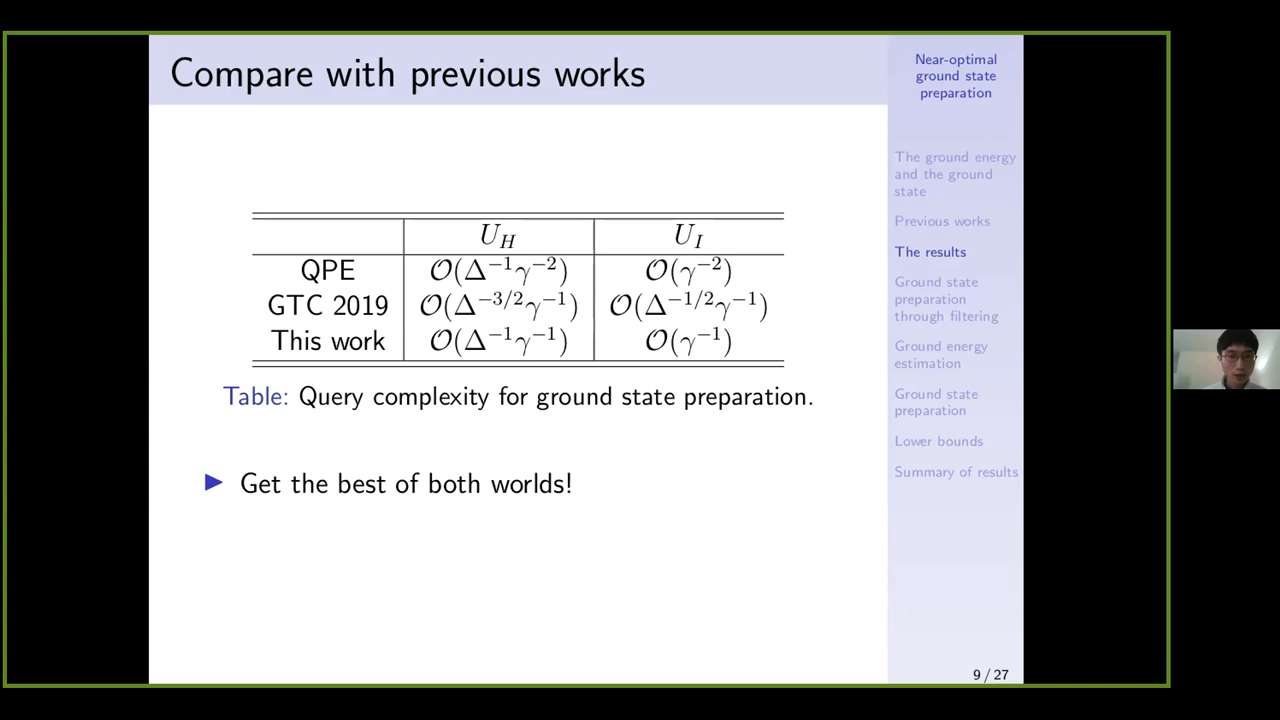 Compare with previous works
U_H U_I
QPE O(Δ^{-1}γ^{-2}) O(γ^{-2})
GTC 2019 O(Δ^{-3/2}γ^{-1}) O(Δ^{-1/2}γ^{-1})
This work O(Δ^{-1}γ^{-1}) O(γ^{-1})
Table: Query complexity for ground state preparation.
▶ Get the best of both worlds!
Near-optimal
ground state
preparation
The ground energy
and the ground
state
Previous works
The results
Ground state
preparation
through filtering
Ground energy
estimation
Ground state
preparation
Lower bounds
Summary of results
9 / 27